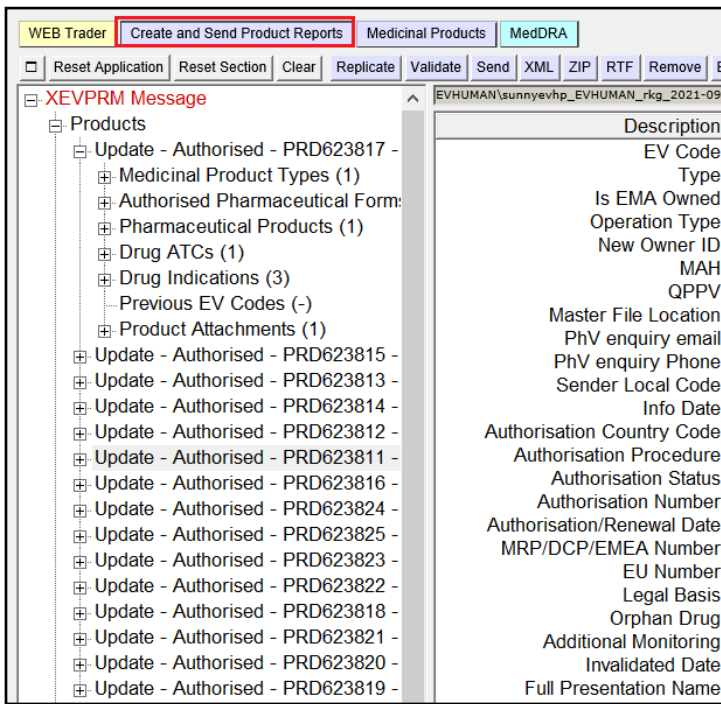 WEB Trader Create and Send Product Reports Medicinal Products MedDRA
Reset Application Reset Section Clear Replicate Validate Send XML ZIP RTF Remove
XEVPRM Message
Products
Update - Authorised - PRD623817 -
Medicinal Product Types (1)
Authorised Pharmaceutical Form
Pharmaceutical Products (1)
Drug ATCs (1)
Drug Indications (3)
Previous EV Codes (-)
Product Attachments (1)
Update - Authorised - PRD623815 -
Update - Authorised - PRD623813 -
Update - Authorised - PRD623814 -
Update - Authorised - PRD623812 -
Update - Authorised - PRD623811 -
Update - Authorised - PRD623816 -
Update - Authorised - PRD623824 -
Update - Authorised - PRD623825 -
Update - Authorised - PRD623823 -
Update - Authorised - PRD623822 -
Update - Authorised - PRD623818 -
Update - Authorised - PRD623821 -
Update - Authorised - PRD623820 -
Update - Authorised - PRD623819 -
EVHUMAN\sunnyevhp_EVHUMAN_rkg_2021-09
Description
EV Code
Type
Is EMA Owned
Operation Type
New Owner ID
MAH
QPPV
Master File Location
PhV enquiry email
PhV enquiry Phone
Sender Local Code
Info Date
Authorisation Country Code
Authorisation Procedure
Authorisation Status
Authorisation Number
Authorisation/Renewal Date
MRP/DCP/EMEA Number
EU Number
Legal Basis
Orphan Drug
Additional Monitoring
Invalidated Date
Full Presentation Name